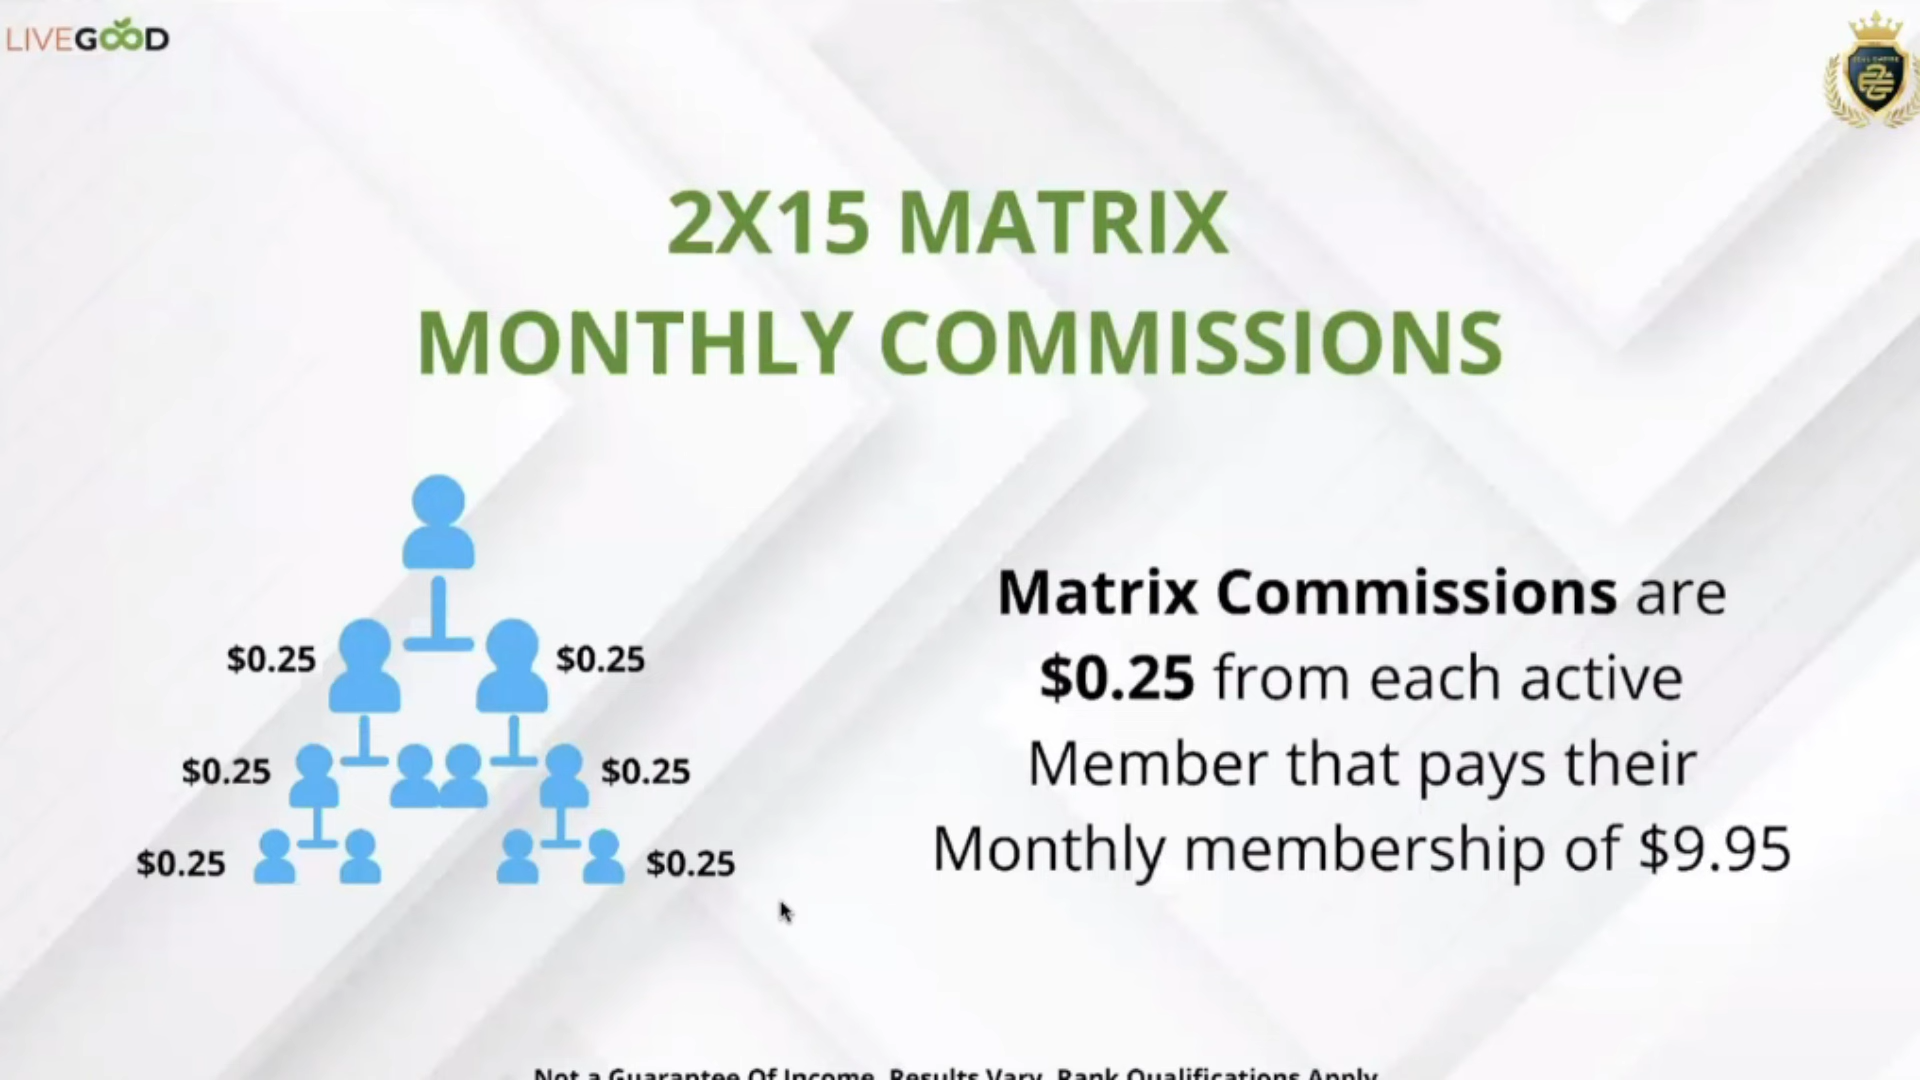 LIVEGOOD
2X15 MATRIX
MONTHLY COMMISSIONS
$0.25 $0.25
$0.25 $0.25
$0.25 $0.25
Matrix Commissions are
$0.25 from each active
Member that pays their
Monthly membership of $9.95
Not a Guarantee Of Income. Results Vary. Rank Qualifications Apply